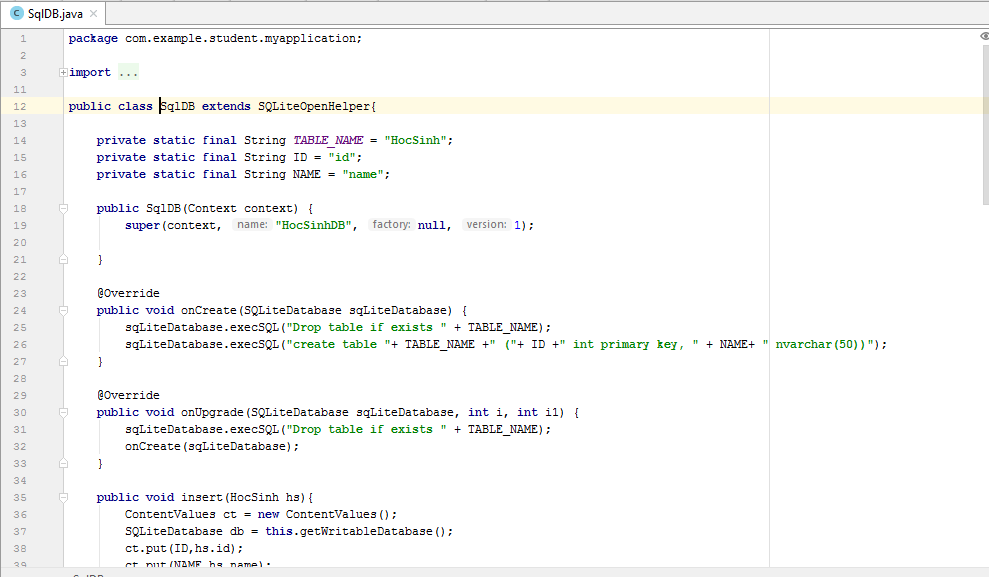 SqlDB.java
1 package com.example.student.myapplication;
2
3 import ...
11
12 public class SqlDB extends SQLiteOpenHelper{
13
14 private static final String TABLE_NAME = "HocSinh";
15 private static final String ID = "id";
16 private static final String NAME = "name";
17
18 public SqlDB(Context context) {
19 super(context, name: "HocSinhDB", factory: null, version: 1);
20
21 }
22
23 @Override
24 public void onCreate(SQLiteDatabase sqLiteDatabase) {
25 sqLiteDatabase.execSQL("Drop table if exists " + TABLE_NAME);
26 sqLiteDatabase.execSQL("create table "+ TABLE_NAME +" ("+ ID +" int primary key, " + NAME+ " nvarchar(50))");
27 }
28
29 @Override
30 public void onUpgrade(SQLiteDatabase sqLiteDatabase, int i, int i1) {
31 sqLiteDatabase.execSQL("Drop table if exists " + TABLE_NAME);
32 onCreate(sqLiteDatabase);
33 }
34
35 public void insert(HocSinh hs){
36 ContentValues ct = new ContentValues();
37 SQLiteDatabase db = this.getWritableDatabase();
38 ct.put(ID,hs.id);
39 ct.put(NAME,hs.name);
SqlDB